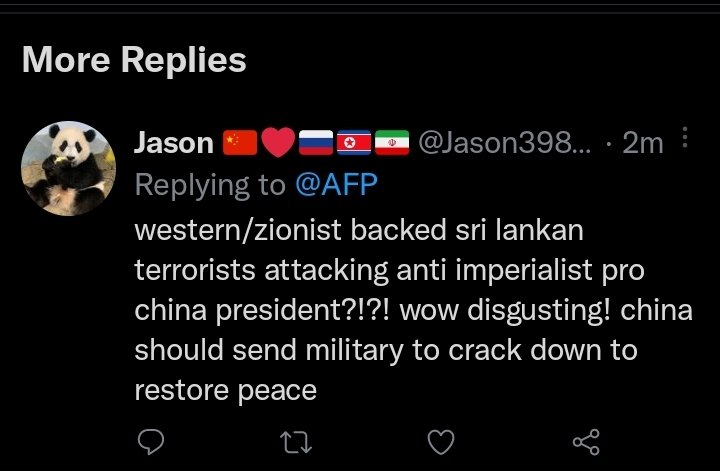 More Replies
Jason 🇨🇳❤️🇷🇺🇰🇵🇮🇷 @Jason398... · 2m
Replying to @AFP
western/zionist backed sri lankan
terrorists attacking anti imperialist pro
china president?!?! wow disgusting! china
should send military to crack down to
restore peace